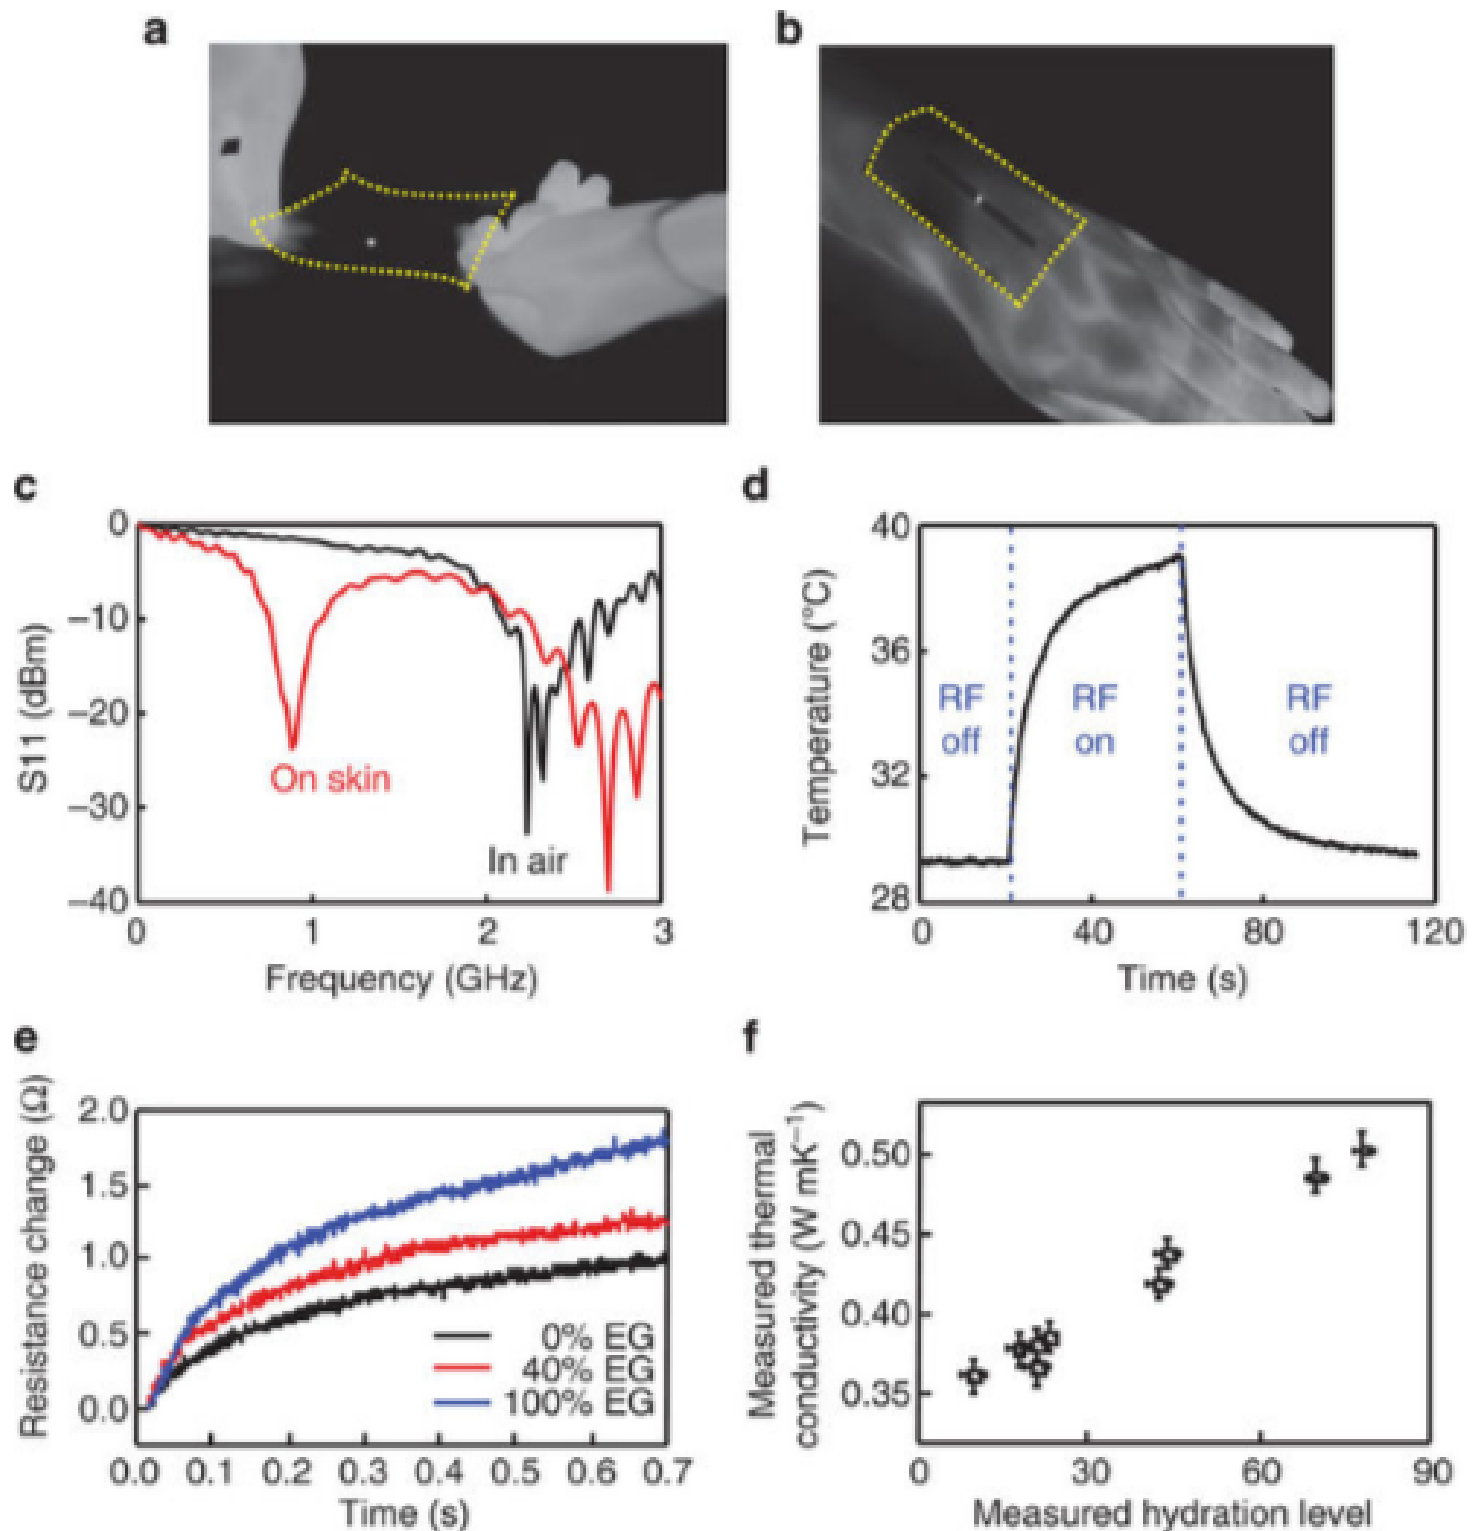 a
b
c
0
−10
−20
−30
−40
S11 (dBm)
On skin
In air
0
1
2
3
Frequency (GHz)
d
40
36
32
28
Temperature (°C)
RF
off
RF
on
RF
off
0
40
80
120
Time (s)
e
2.0
1.5
1.0
0.5
0.0
Resistance change (Ω)
0% EG
40% EG
100% EG
0.0
0.1
0.2
0.3
0.4
0.5
0.6
0.7
Time (s)
f
0.50
0.45
0.40
0.35
Measured thermal
conductivity (W mK⁻¹)
0
30
60
90
Measured hydration level